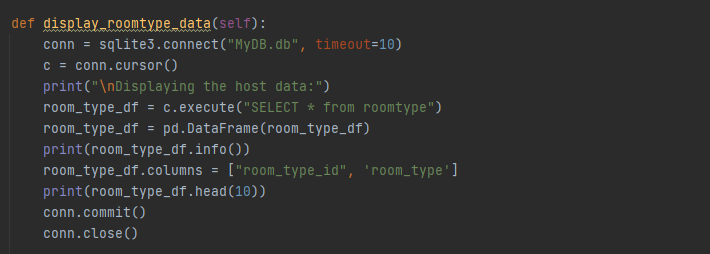 def display_roomtype_data(self):
    conn = sqlite3.connect("MyDB.db", timeout=10)
    c = conn.cursor()
    print("\nDisplaying the host data:")
    room_type_df = c.execute("SELECT * from roomtype")
    room_type_df = pd.DataFrame(room_type_df)
    print(room_type_df.info())
    room_type_df.columns = ["room_type_id", 'room_type']
    print(room_type_df.head(10))
    conn.commit()
    conn.close()